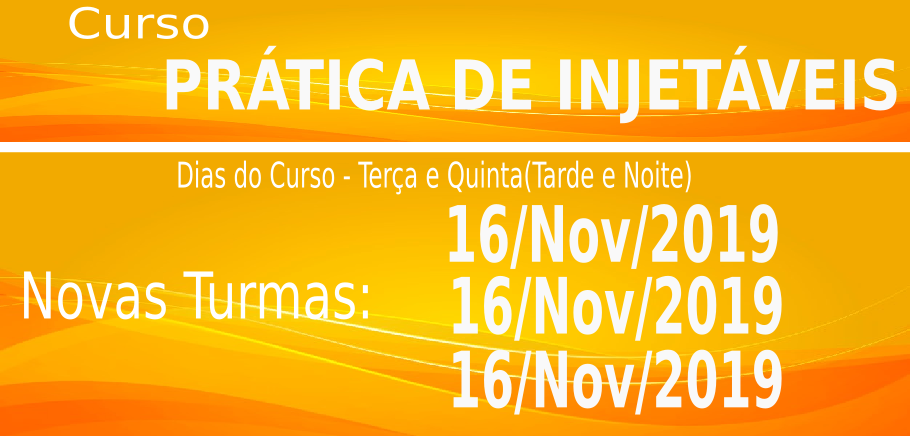 Curso
PRÁTICA DE INJETÁVEIS
Dias do Curso - Terça e Quinta(Tarde e Noite)
16/Nov/2019
Novas Turmas:
16/Nov/2019
16/Nov/2019